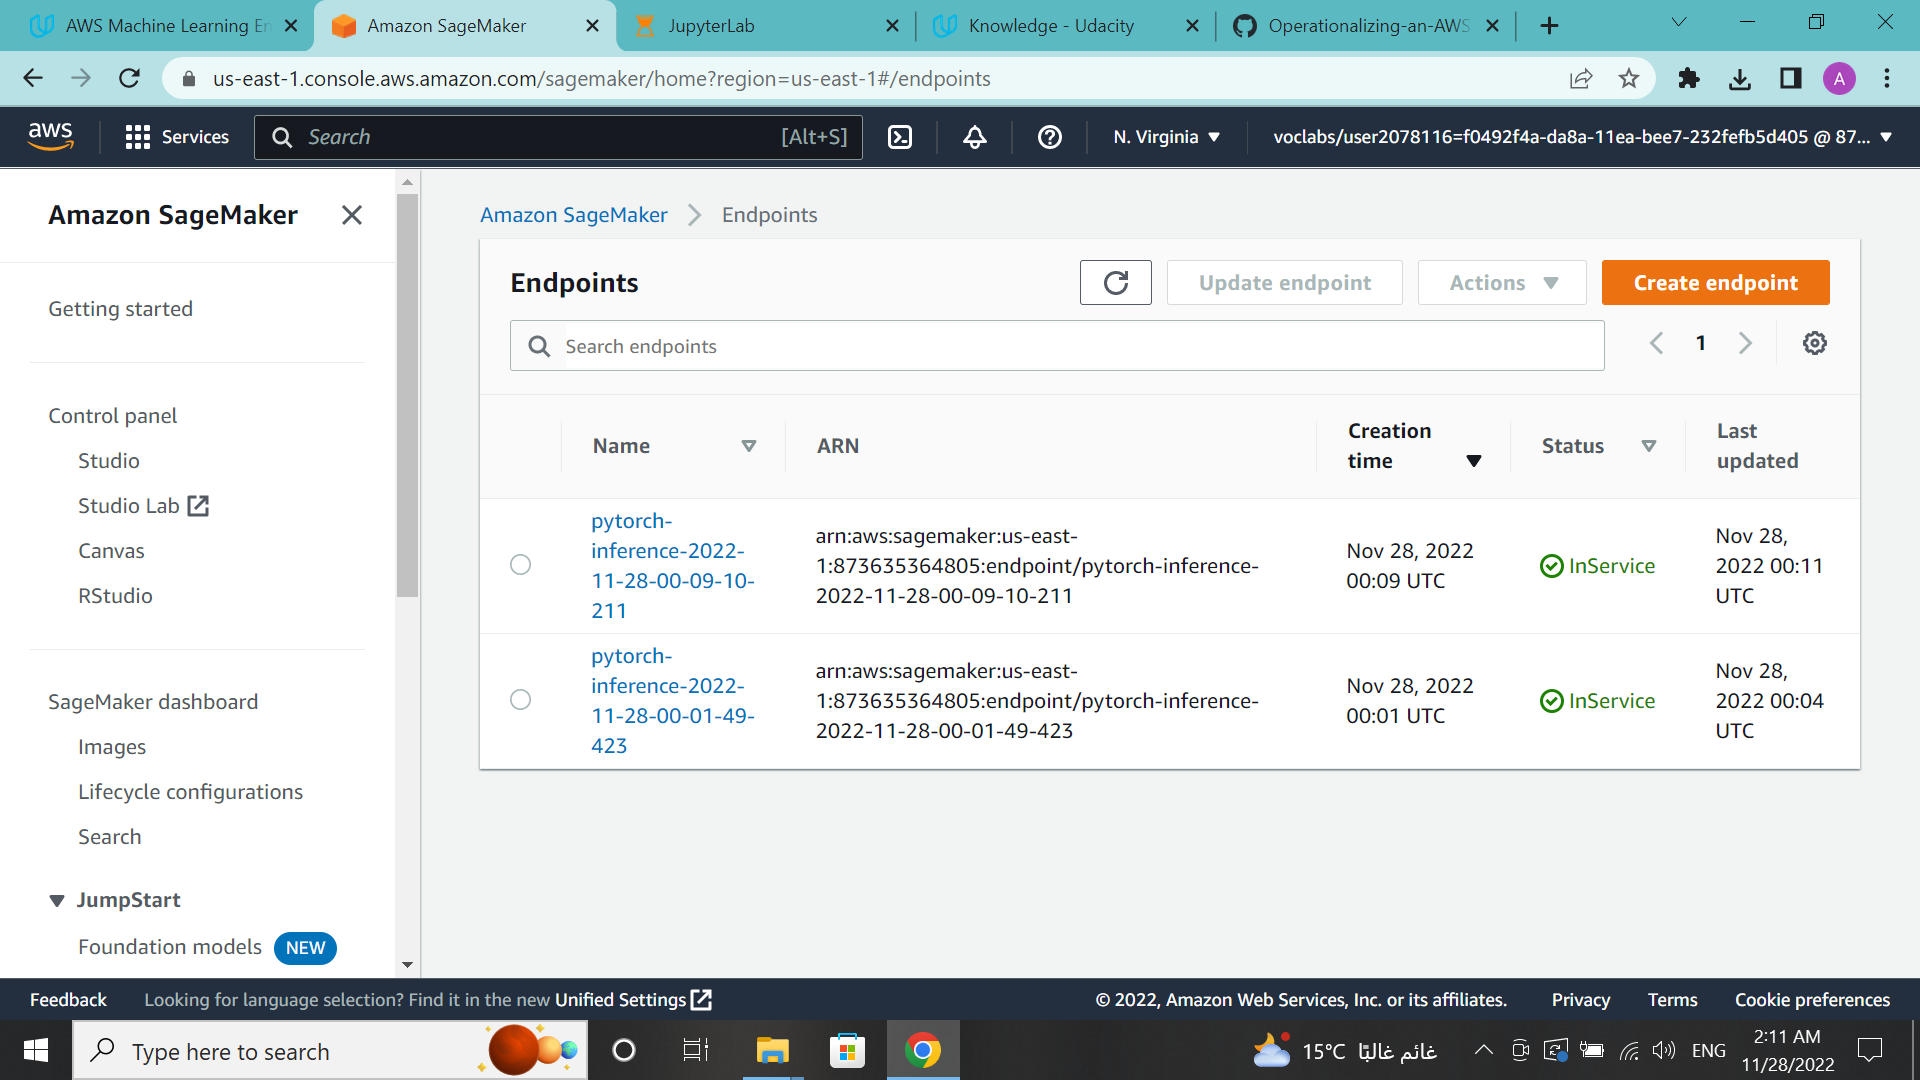 AWS Machine Learning En
Amazon SageMaker
JupyterLab
Knowledge - Udacity
Operationalizing-an-AWS
us-east-1.console.aws.amazon.com/sagemaker/home?region=us-east-1#/endpoints
A
aws
Services
Search
[Alt+S]
N. Virginia
voclabs/user2078116=f0492f4a-da8a-11ea-bee7-232fefb5d405 @ 87...
Amazon SageMaker
Getting started
Control panel
Studio
Studio Lab
Canvas
RStudio
SageMaker dashboard
Images
Lifecycle configurations
Search
JumpStart
Foundation models NEW
Amazon SageMaker
Endpoints
Endpoints
Update endpoint
Actions
Create endpoint
Search endpoints
1
Name
ARN
Creation
time
Status
Last
updated
pytorch-
inference-2022-
11-28-00-09-10-
211
arn:aws:sagemaker:us-east-
1:873635364805:endpoint/pytorch-inference-
2022-11-28-00-09-10-211
Nov 28, 2022
00:09 UTC
InService
Nov 28,
2022 00:11
UTC
pytorch-
inference-2022-
11-28-00-01-49-
423
arn:aws:sagemaker:us-east-
1:873635364805:endpoint/pytorch-inference-
2022-11-28-00-01-49-423
Nov 28, 2022
00:01 UTC
InService
Nov 28,
2022 00:04
UTC
Feedback
Looking for language selection? Find it in the new Unified Settings
© 2022, Amazon Web Services, Inc. or its affiliates.
Privacy
Terms
Cookie preferences
Type here to search
15°C غائم غالبًا
ENG
2:11 AM
11/28/2022